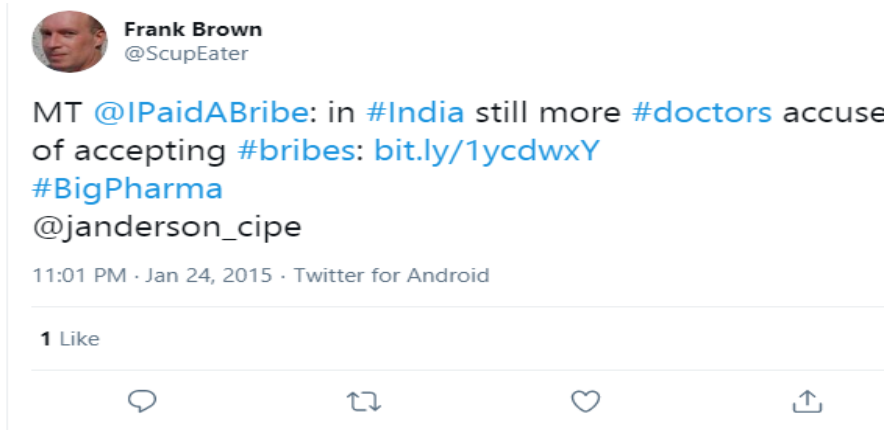 Frank Brown
@ScupEater
MT @IPaidABribe: in #India still more #doctors accuse
of accepting #bribes: bit.ly/1ycdwxY
#BigPharma
@janderson_cipe
11:01 PM · Jan 24, 2015 · Twitter for Android
1 Like